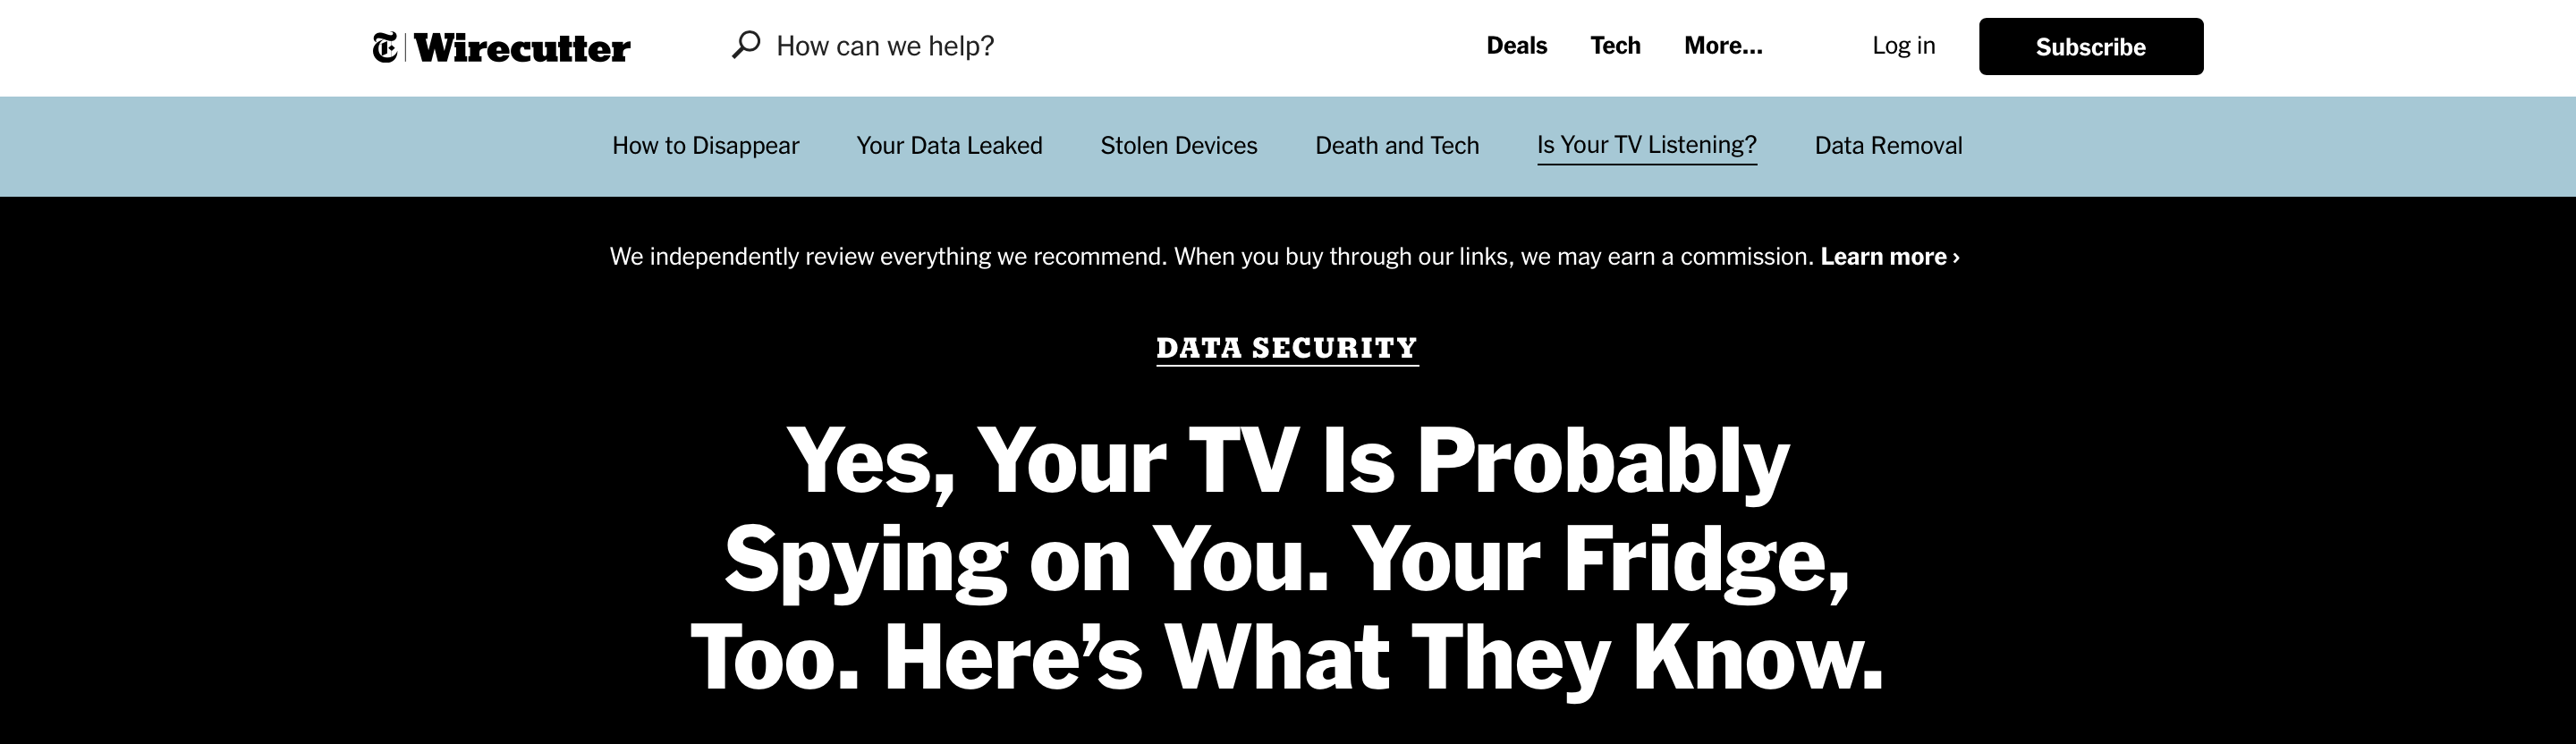 T Wirecutter
How can we help?
Deals Tech More... Log in Subscribe
How to Disappear Your Data Leaked Stolen Devices Death and Tech Is Your TV Listening? Data Removal
We independently review everything we recommend. When you buy through our links, we may earn a commission. Learn more ›
DATA SECURITY
Yes, Your TV Is Probably
Spying on You. Your Fridge,
Too. Here’s What They Know.